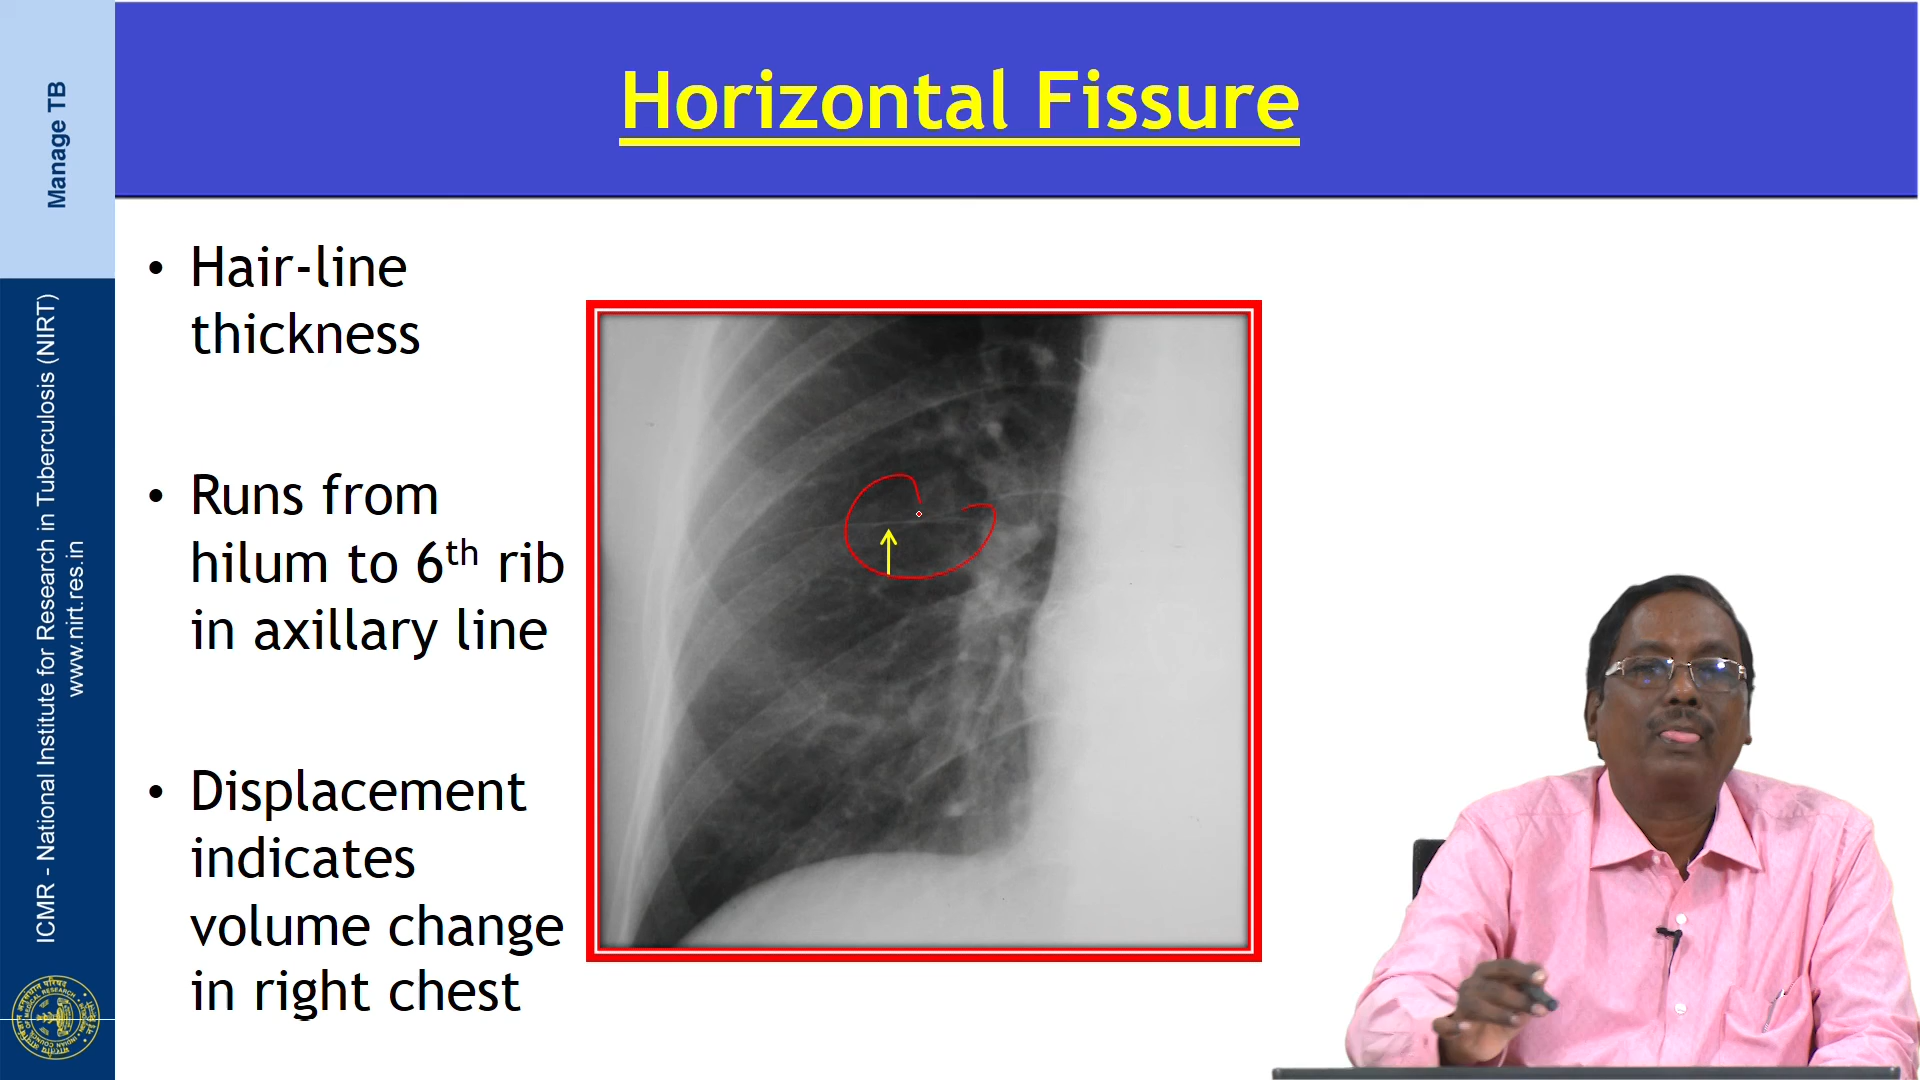 Horizontal Fissure
Manage TB
ICMR - National Institute for Research in Tuberculosis (NIRT)
www.nirt.res.in
• Hair-line
thickness
• Runs from
hilum to 6th rib
in axillary line
• Displacement
indicates
volume change
in right chest